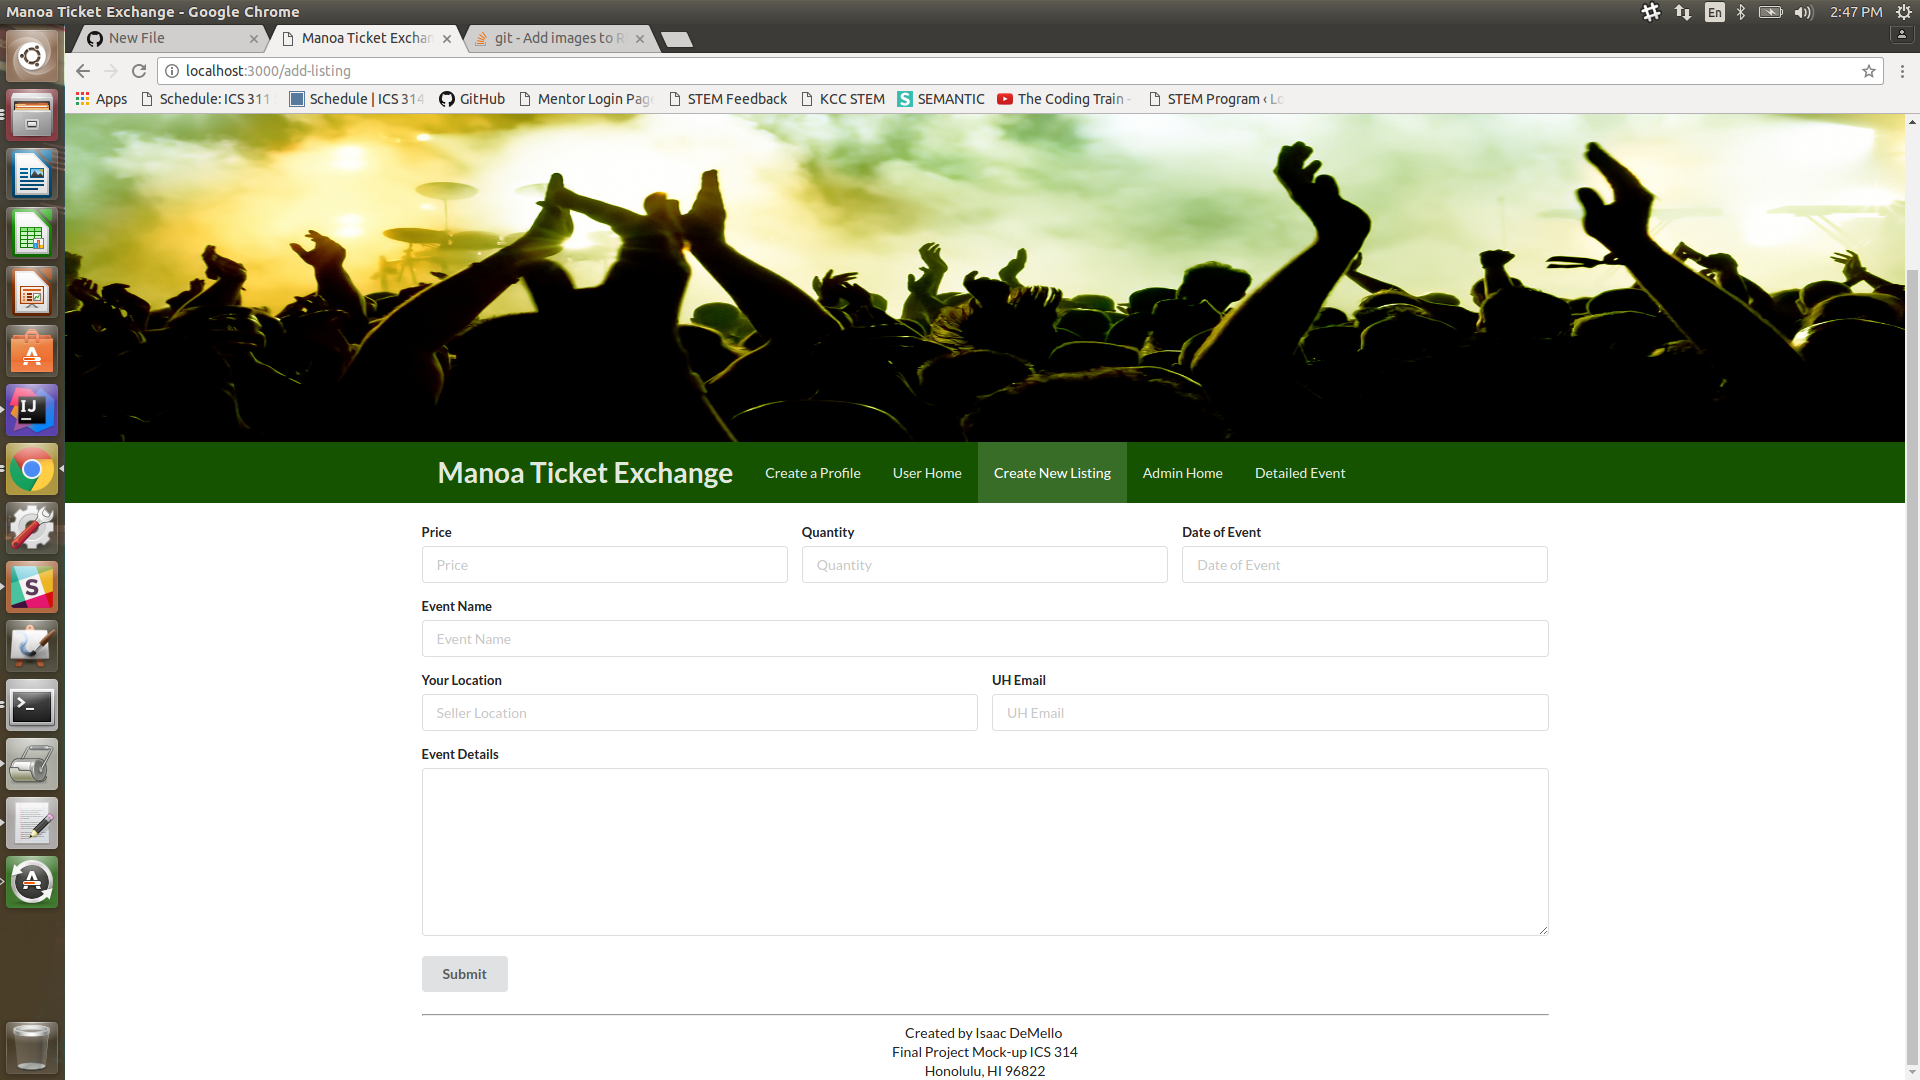 Manoa Ticket Exchange - Google Chrome
En
2:47 PM
New File
Manoa Ticket Exchan
git - Add images to R
localhost:3000/add-listing
Apps
Schedule: ICS 311
Schedule | ICS 314
GitHub
Mentor Login Page
STEM Feedback
KCC STEM
SEMANTIC
The Coding Train -
STEM Program ‹ Lo
Manoa Ticket Exchange
Create a Profile
User Home
Create New Listing
Admin Home
Detailed Event
Price
Quantity
Date of Event
Price
Quantity
Date of Event
Event Name
Event Name
Your Location
UH Email
Seller Location
UH Email
Event Details
Submit
Created by Isaac DeMello
Final Project Mock-up ICS 314
Honolulu, HI 96822